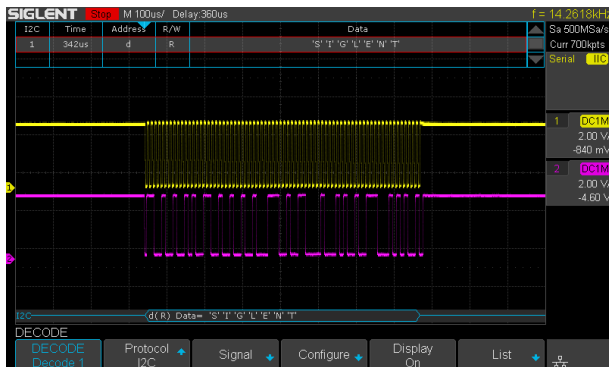 SIGLENT Stop M 100us/ Delay:360us f = 14.2618kHz
Sa 500MSa/s
Curr 700kpts
I2C Time Address R/W Data
1 342us d R 'S' 'I' 'G' 'L' 'E' 'N' 'T'
Serial IIC
1 DC1M
2.00 V/
-840 mV
2 DC1M
2.00 V/
-4.60 V
1
2
I2C d(R) Data= 'S' 'I' 'G' 'L' 'E' 'N' 'T'
DECODE
DECODE Protocol Signal Configure Display List
Decode 1 I2C On